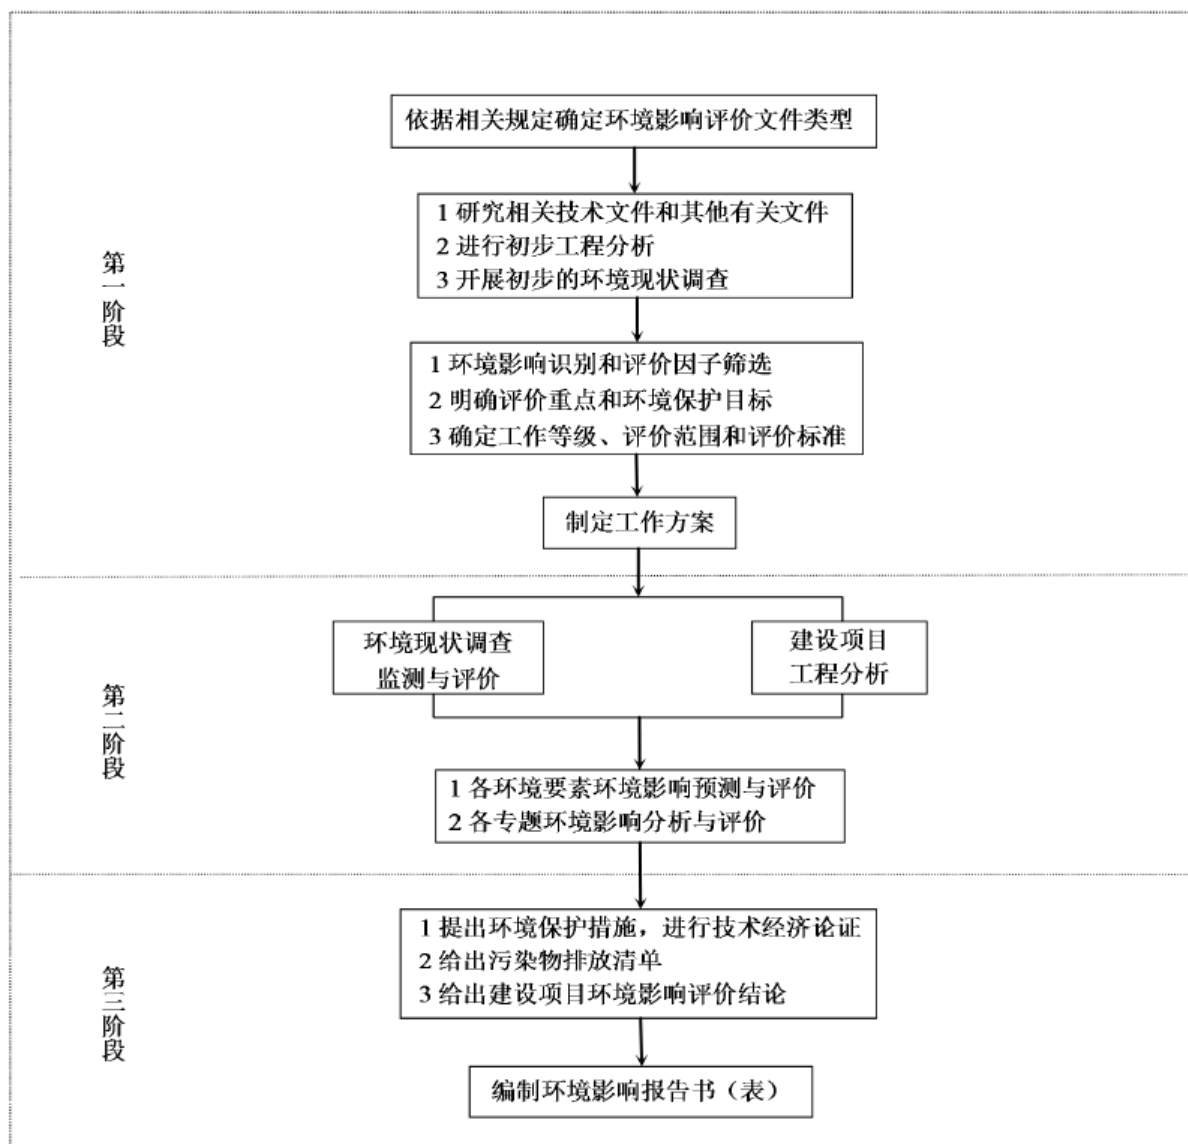 依据相关规定确定环境影响评价文件类型
1 研究相关技术文件和其他有关文件
2 进行初步工程分析
3 开展初步的环境现状调查
第一阶段
1 环境影响识别和评价因子筛选
2 明确评价重点和环境保护目标
3 确定工作等级、评价范围和评价标准
制定工作方案
环境现状调查
监测与评价
建设项目
工程分析
第二阶段
1 各环境要素环境影响预测与评价
2 各专题环境影响分析与评价
1 提出环境保护措施，进行技术经济论证
2 给出污染物排放清单
3 给出建设项目环境影响评价结论
第三阶段
编制环境影响报告书（表）